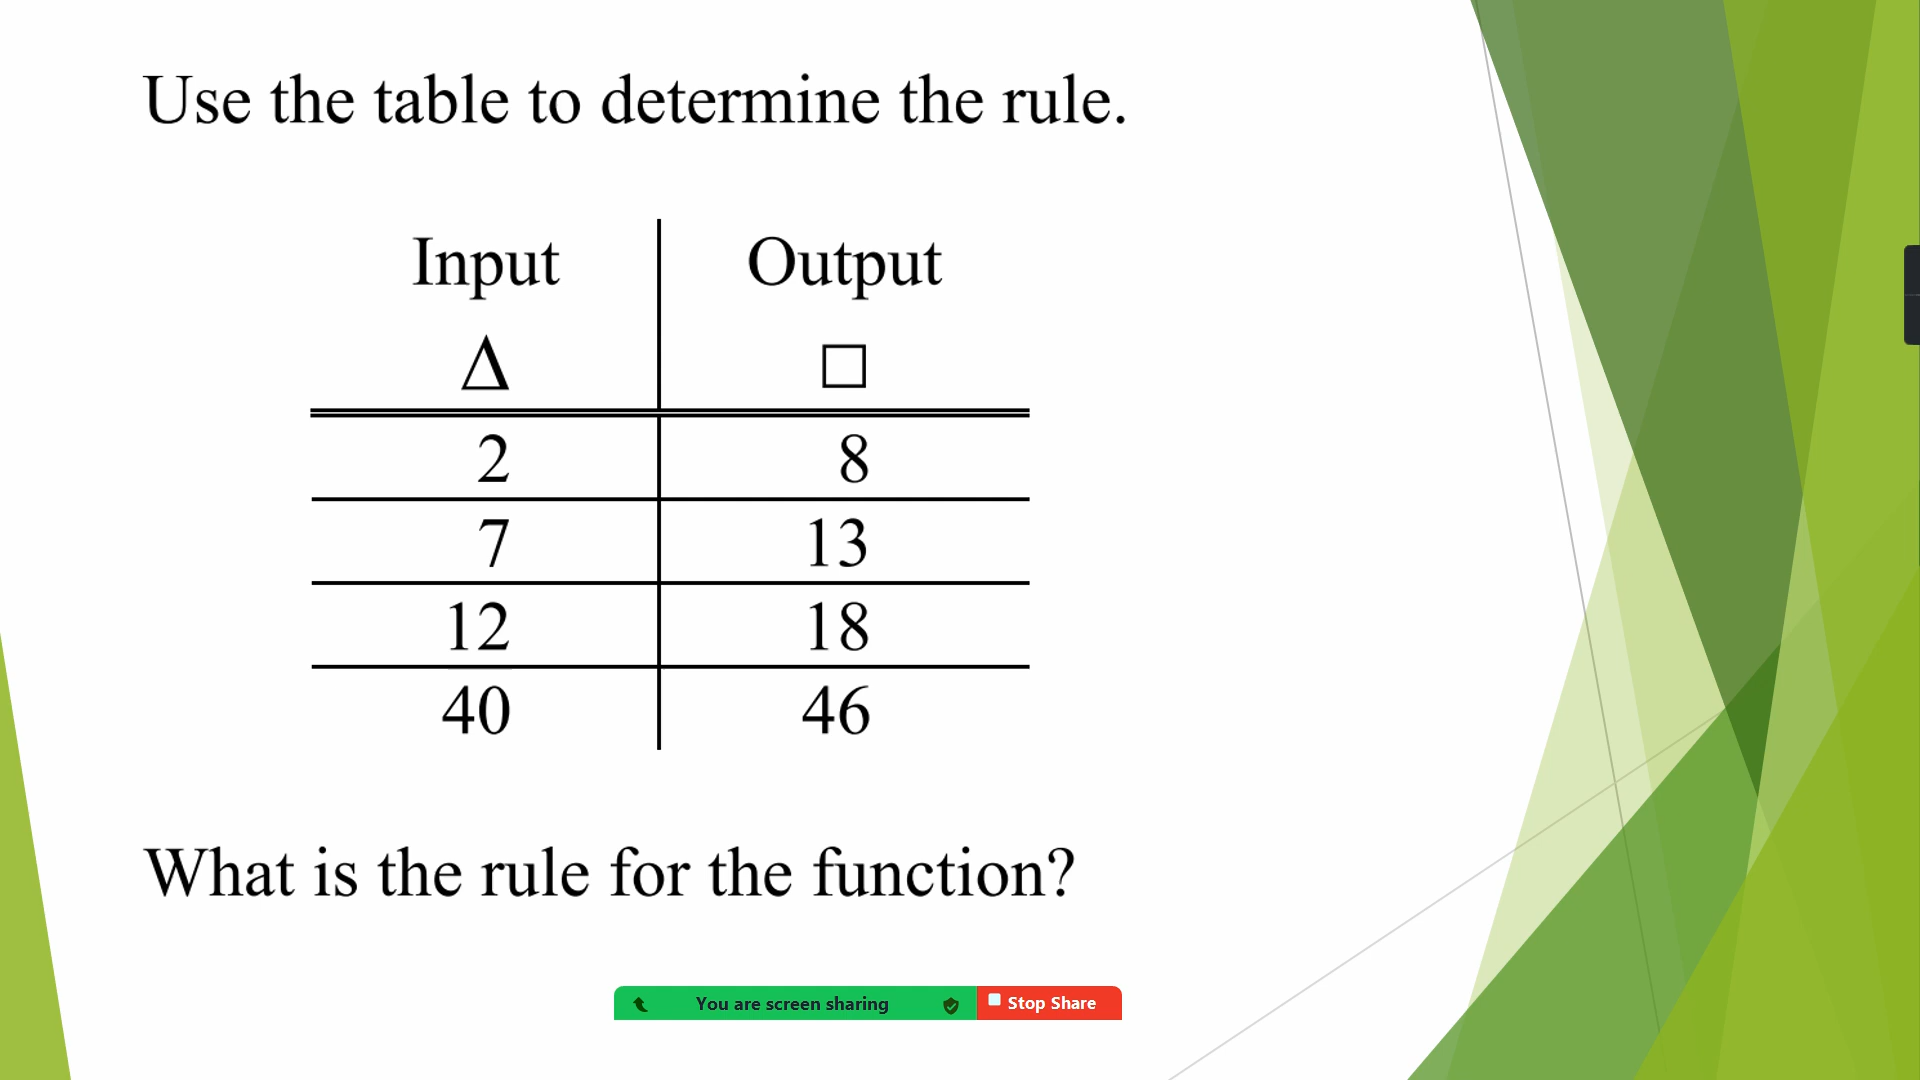 Use the table to determine the rule.
Input Output
Δ □
2 8
7 13
12 18
40 46
What is the rule for the function?
You are screen sharing Stop Share